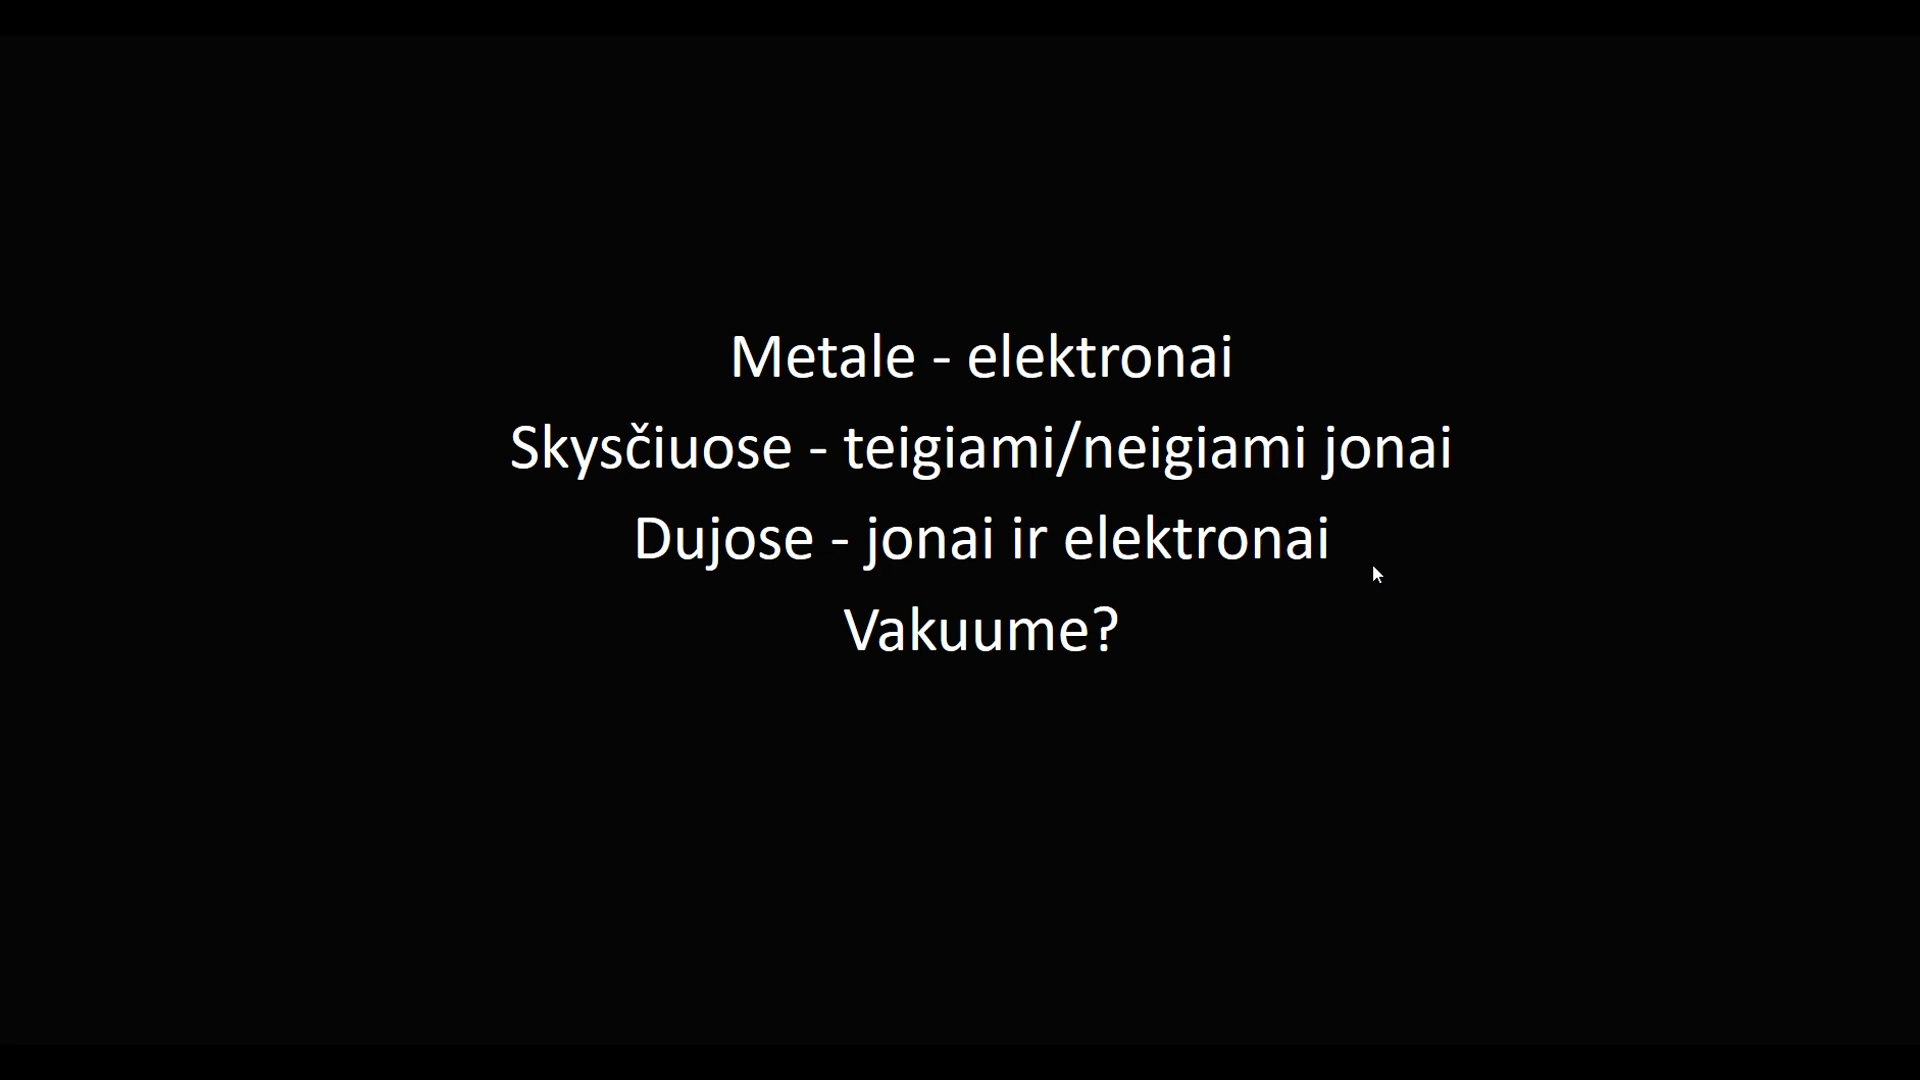 Metale - elektronai
Skysčiuose - teigiami/neigiami jonai
Dujose - jonai ir elektronai
Vakuume?